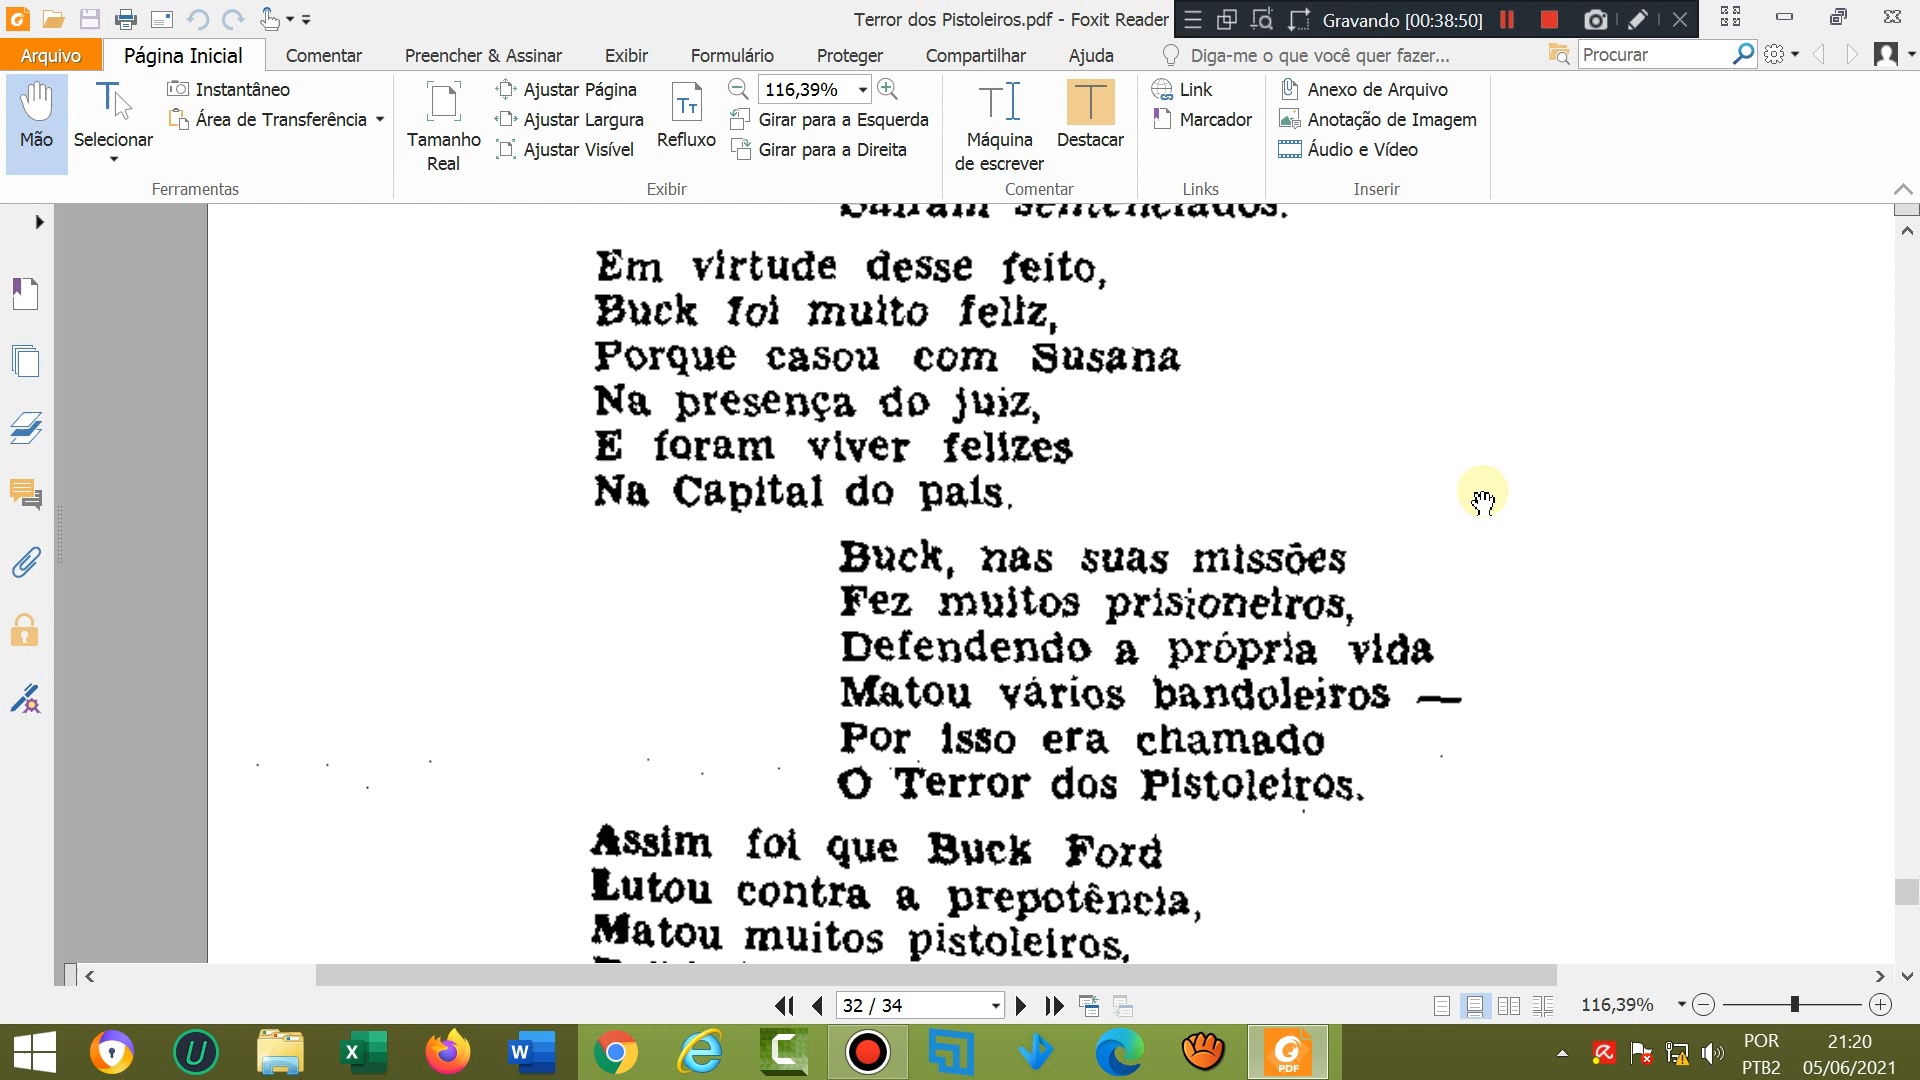 Terror dos Pistoleiros.pdf - Foxit Reader
Gravando [00:38:50]
Arquivo
Página Inicial
Comentar
Preencher & Assinar
Exibir
Formulário
Proteger
Compartilhar
Ajuda
Diga-me o que você quer fazer...
Procurar
Mão
Selecionar
Instantâneo
Área de Transferência
Ferramentas
Tamanho
Real
Ajustar Página
Ajustar Largura
Ajustar Visível
Refluxo
116,39%
Girar para a Esquerda
Girar para a Direita
Exibir
Máquina
de escrever
Destacar
Comentar
Link
Marcador
Links
Anexo de Arquivo
Anotação de Imagem
Áudio e Vídeo
Inserir
sentenciados.
Em virtude desse feito,
Buck foi muito feliz,
Porque casou com Susana
Na presença do juiz,
E foram viver felizes
Na Capital do país.
Buck, nas suas missões
Fez muitos prisioneiros,
Defendendo a própria vida
Matou vários bandoleiros —
Por isso era chamado
O Terror dos Pistoleiros.
Assim foi que Buck Ford
Lutou contra a prepotência,
Matou muitos pistoleiros,
32 / 34
116,39%
POR
PTB2
21:20
05/06/2021
PDF